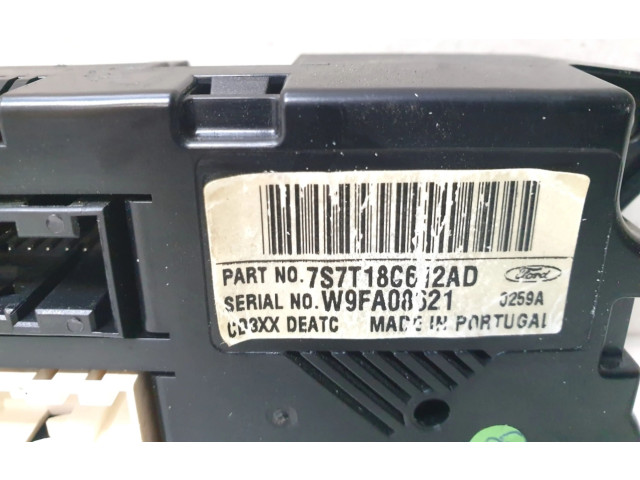 PART NO. 7S7T18C612AD
Ford
SERIAL NO. W9FA08621 0259A
CD3XX DEATC MADE IN PORTUGAL